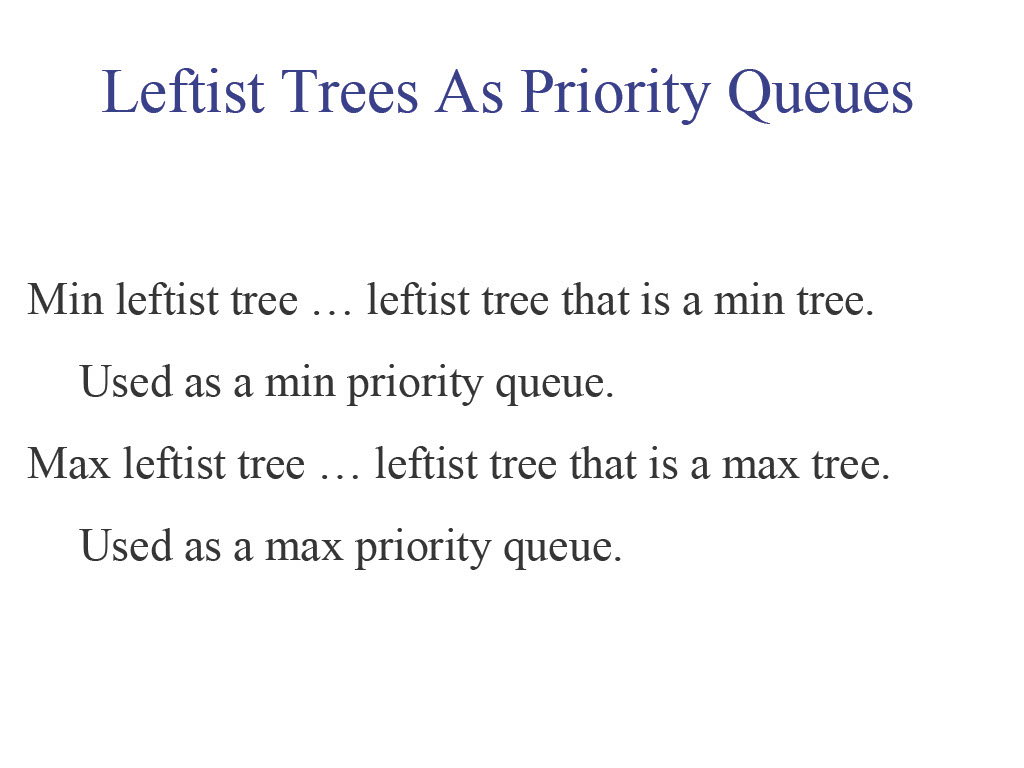 Leftist Trees As Priority Queues
Min leftist tree … leftist tree that is a min tree.
Used as a min priority queue.
Max leftist tree … leftist tree that is a max tree.
Used as a max priority queue.